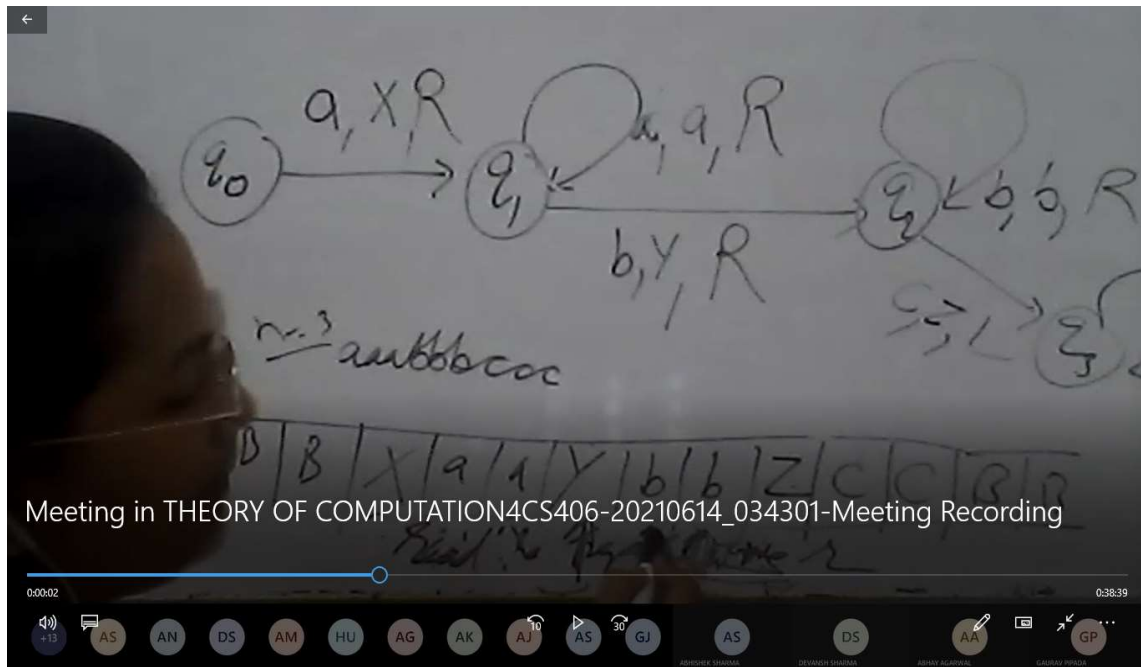 a, X, R
a, R
q0
q1
q2
b, b, R
b, Y, R
q3
n=3
aaabbbccc
B B X a a Y b b Z C C B B
Meeting in THEORY OF COMPUTATION4CS406-20210614_034301-Meeting Recording
0:00:02
0:38:39
10
30
+13
AS
AN
DS
AM
HU
AG
AK
AJ
AS
GJ
AS
DS
AA
GP
ABHISHEK SHARMA
DEVANSH SHARMA
ABHAY AGARWAL
GAURAV PIPADA